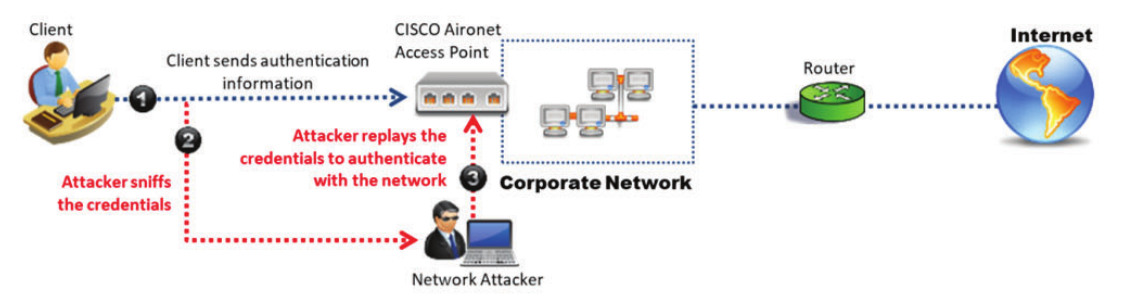 Client
CISCO Aironet
Access Point
Internet
Client sends authentication
information
Router
1
2
Attacker replays the
credentials to authenticate
with the network
3
Attacker sniffs
the credentials
Corporate Network
Network Attacker